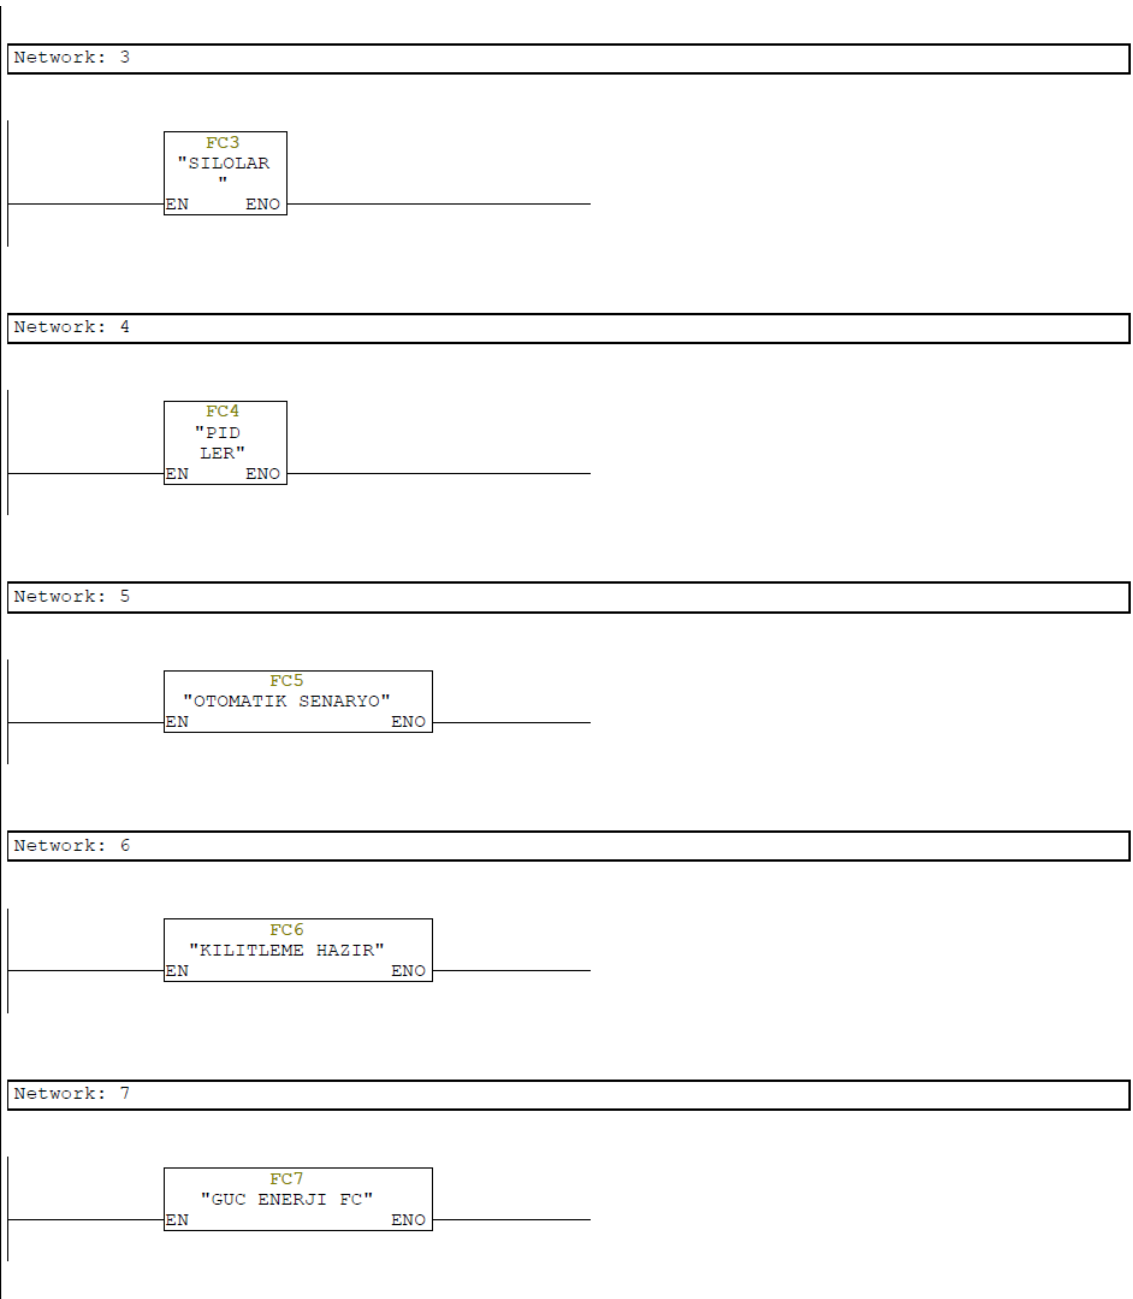 Network: 3
FC3
"SILOLAR
"
EN ENO
Network: 4
FC4
"PID
LER"
EN ENO
Network: 5
FC5
"OTOMATIK SENARYO"
EN ENO
Network: 6
FC6
"KILITLEME HAZIR"
EN ENO
Network: 7
FC7
"GUC ENERJI FC"
EN ENO